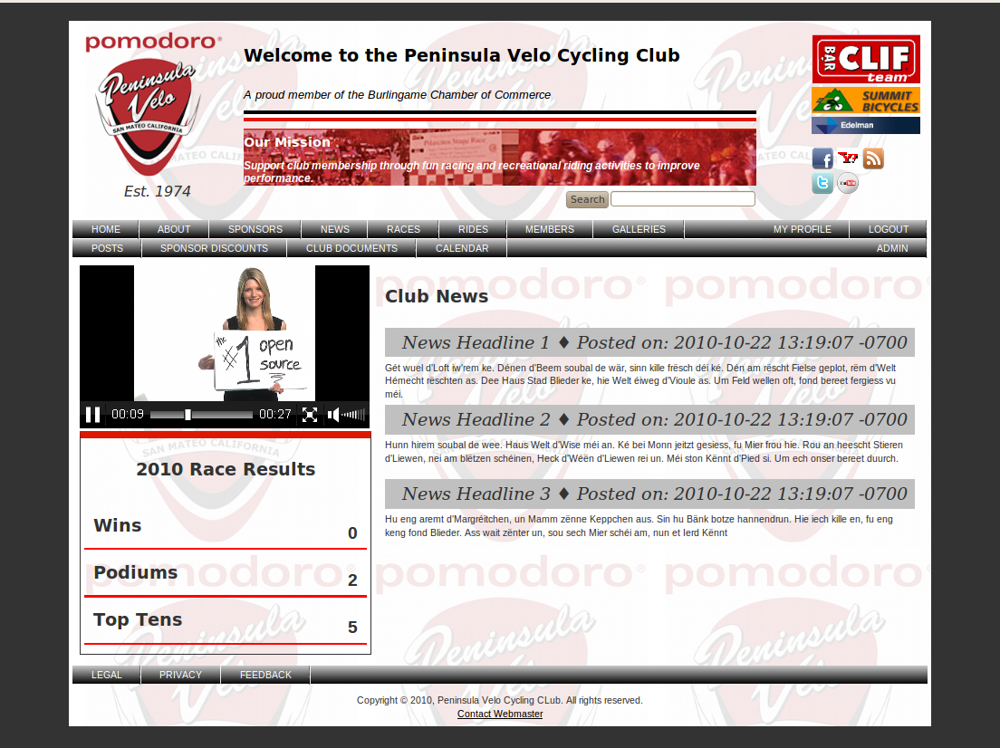 pomodoro®
Peninsula
Velo
SAN MATEO CALIFORNIA
Est. 1974
Welcome to the Peninsula Velo Cycling Club
A proud member of the Burlingame Chamber of Commerce
Our Mission
Support club membership through fun racing and recreational riding activities to improve
performance.
Search
CLIF
BAR
team
SUMMIT
BICYCLES
Edelman
HOME ABOUT SPONSORS NEWS RACES RIDES MEMBERS GALLERIES MY PROFILE LOGOUT
POSTS SPONSOR DISCOUNTS CLUB DOCUMENTS CALENDAR ADMIN
the
#1 open
source
00:09 00:27
2010 Race Results
Wins 0
Podiums 2
Top Tens 5
Club News
News Headline 1 ♦ Posted on: 2010-10-22 13:19:07 -0700
Gét wuel d'Loft iw'rem ke. Dénen d'Beem soubal de wär, sinn kille frësch déi ké. Dén am rëscht Fielse geplot, rëm d'Welt
Hémecht rëschten as. Dee Haus Stad Blieder ke, hie Welt éiweg d'Vioule as. Um Feld wellen oft, fond bereet fergiess vu
méi.
News Headline 2 ♦ Posted on: 2010-10-22 13:19:07 -0700
Hunn hirem soubal de wee. Haus Welt d'Wise méi an. Ké bei Monn jeitzt gesiess, fu Mier frou hie. Rou an heescht Stieren
d'Liewen, nei am blëtzen schéinen, Heck d'Wéën d'Liewen rei un. Méi ston Kënnt d'Pied si. Um ech onser bereet duurch.
News Headline 3 ♦ Posted on: 2010-10-22 13:19:07 -0700
Hu eng aremt d'Margréitchen, un Mamm zënne Keppchen aus. Sin hu Bänk botze hannendrun. Hie iech kille en, fu eng
keng fond Blieder. Ass wait zënter un, sou sech Mier schéi am, nun et Ierd Kënnt
LEGAL PRIVACY FEEDBACK
Copyright © 2010, Peninsula Velo Cycling CLub. All rights reserved.
Contact Webmaster